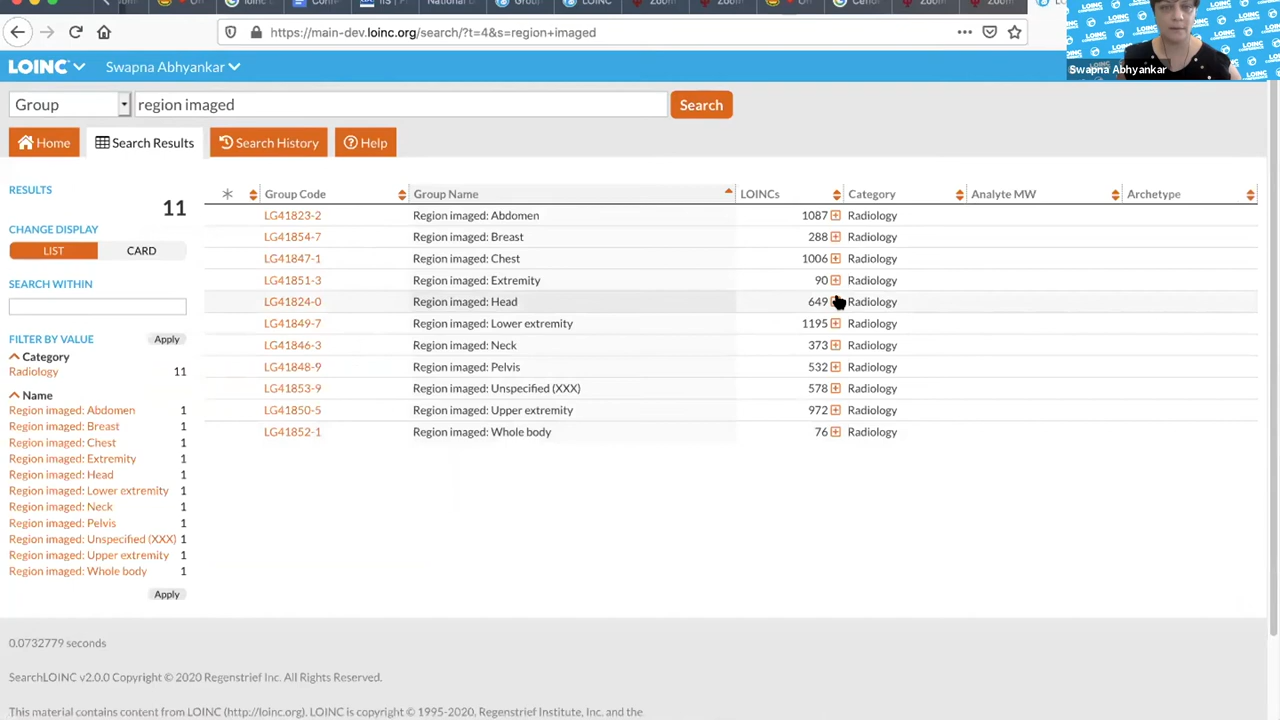 https://main-dev.loinc.org/search/?t=4&s=region+imaged
Swapna Abhyankar
LOINC Swapna Abhyankar
Group region imaged Search
Home Search Results Search History Help
RESULTS
11
CHANGE DISPLAY
LIST CARD
SEARCH WITHIN
FILTER BY VALUE Apply
Category
Radiology 11
Name
Region imaged: Abdomen 1
Region imaged: Breast 1
Region imaged: Chest 1
Region imaged: Extremity 1
Region imaged: Head 1
Region imaged: Lower extremity 1
Region imaged: Neck 1
Region imaged: Pelvis 1
Region imaged: Unspecified (XXX) 1
Region imaged: Upper extremity 1
Region imaged: Whole body 1
Apply
Group Code Group Name LOINCs Category Analyte MW Archetype
LG41823-2 Region imaged: Abdomen 1087 Radiology
LG41854-7 Region imaged: Breast 288 Radiology
LG41847-1 Region imaged: Chest 1006 Radiology
LG41851-3 Region imaged: Extremity 90 Radiology
LG41824-0 Region imaged: Head 649 Radiology
LG41849-7 Region imaged: Lower extremity 1195 Radiology
LG41846-3 Region imaged: Neck 373 Radiology
LG41848-9 Region imaged: Pelvis 532 Radiology
LG41853-9 Region imaged: Unspecified (XXX) 578 Radiology
LG41850-5 Region imaged: Upper extremity 972 Radiology
LG41852-1 Region imaged: Whole body 76 Radiology
0.0732779 seconds
SearchLOINC v2.0.0 Copyright © 2020 Regenstrief Inc. All Rights Reserved.
This material contains content from LOINC (http://loinc.org). LOINC is copyright © 1995-2020, Regenstrief Institute, Inc. and the